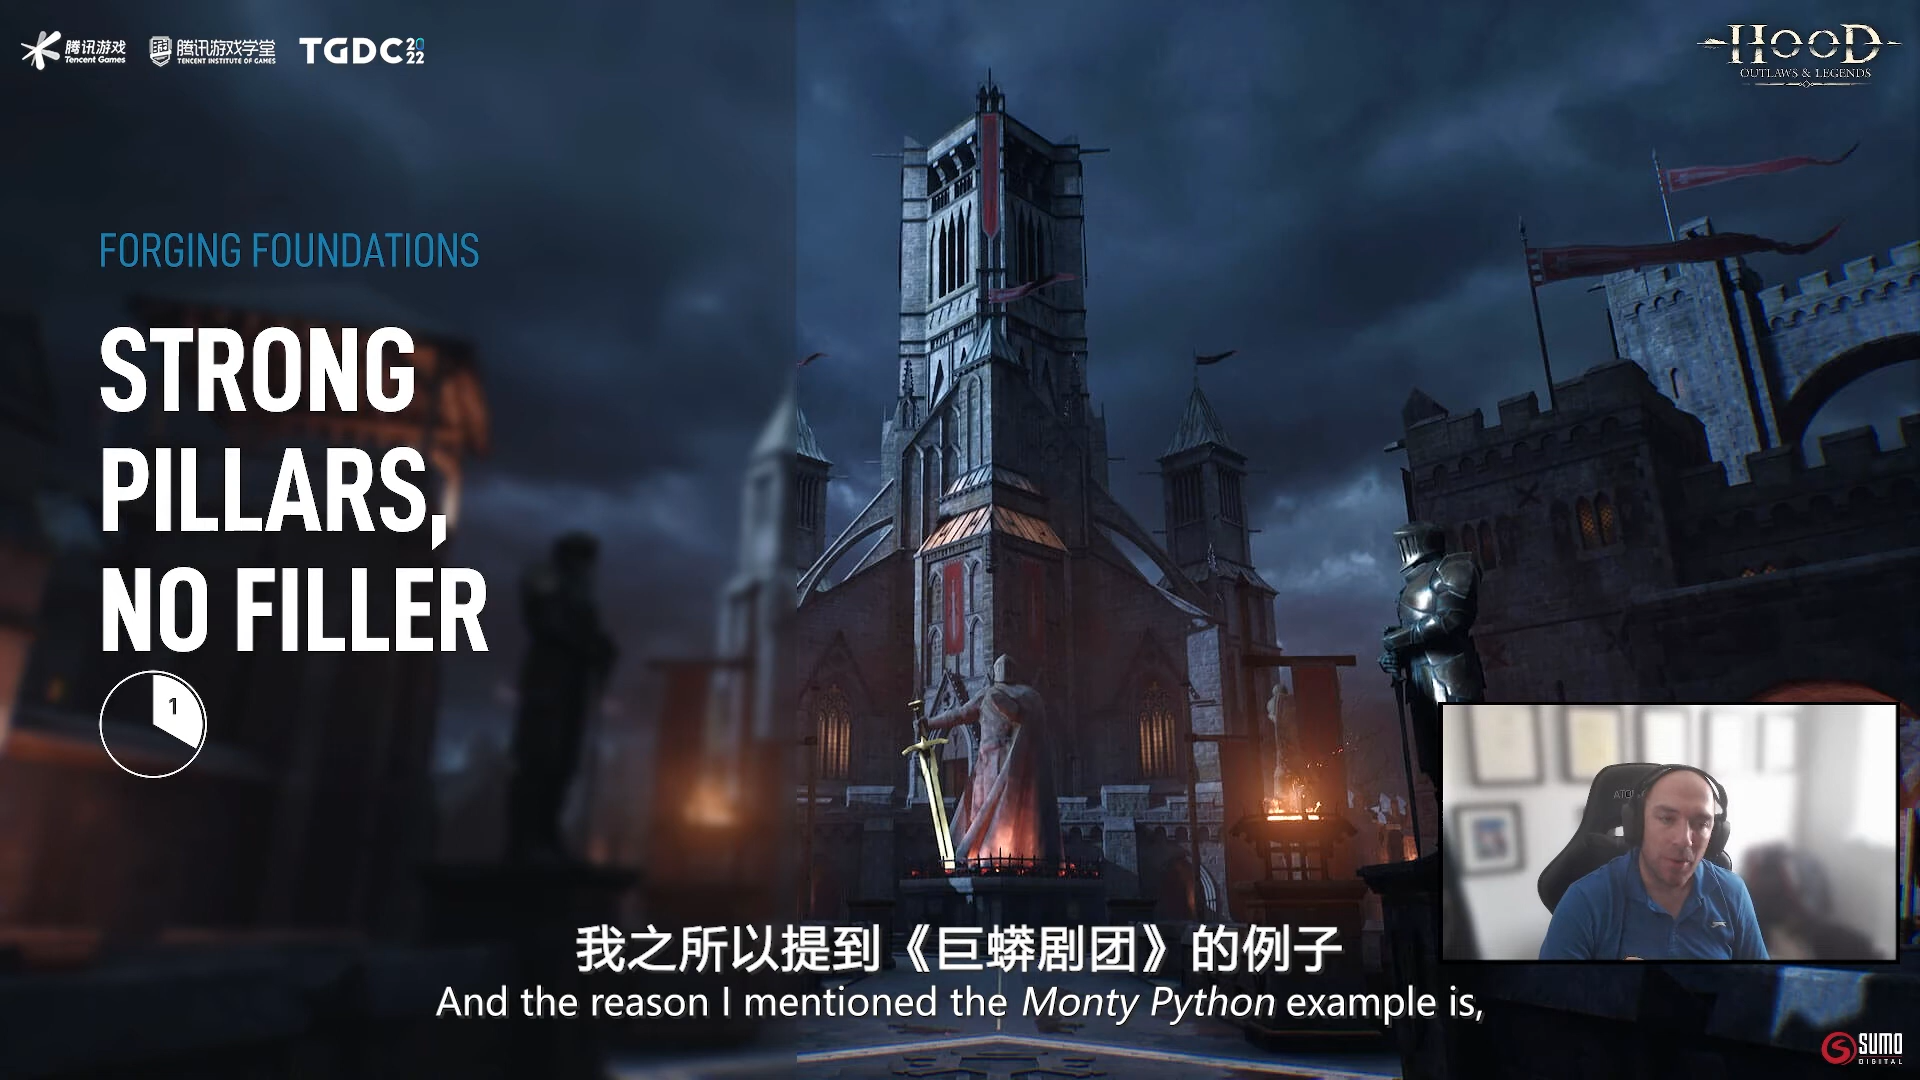 腾讯游戏
Tencent Games
腾讯游戏学堂
TENCENT INSTITUTE OF GAMES
TGDC 2022
HOOD
OUTLAWS & LEGENDS
FORGING FOUNDATIONS
STRONG
PILLARS,
NO FILLER
1
我之所以提到《巨蟒剧团》的例子
And the reason I mentioned the Monty Python example is,
SUMO
DIGITAL